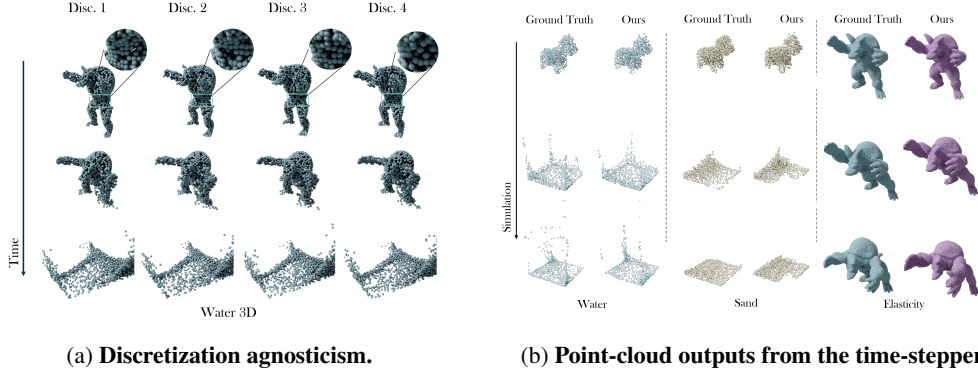 Disc. 1 Disc. 2 Disc. 3 Disc. 4
Time
Water 3D
(a) Discretization agnosticism.
Ground Truth Ours Ground Truth Ours Ground Truth Ours
Simulation
Water Sand Elasticity
(b) Point-cloud outputs from the time-stepper